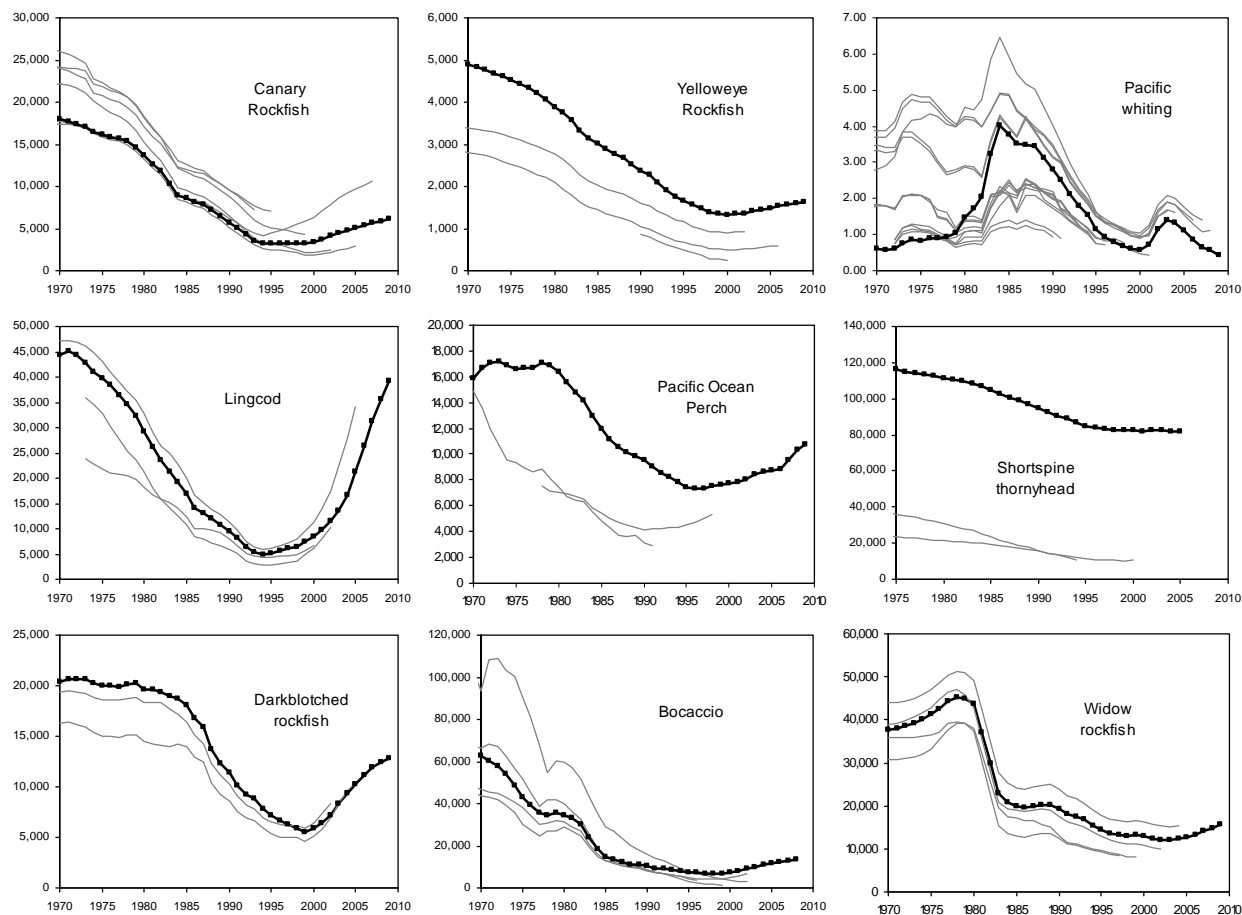 30,000
25,000
20,000
15,000
10,000
5,000
0
Canary
Rockfish
1970 1975 1980 1985 1990 1995 2000 2005 2010
6,000
5,000
4,000
3,000
2,000
1,000
0
Yelloweye
Rockfish
1970 1975 1980 1985 1990 1995 2000 2005 2010
7.00
6.00
5.00
4.00
3.00
2.00
1.00
0.00
Pacific
whiting
1970 1975 1980 1985 1990 1995 2000 2005 2010
50,000
45,000
40,000
35,000
30,000
25,000
20,000
15,000
10,000
5,000
0
Lingcod
1970 1975 1980 1985 1990 1995 2000 2005 2010
20,000
18,000
16,000
14,000
12,000
10,000
8,000
6,000
4,000
2,000
0
Pacific Ocean
Perch
1970 1975 1980 1985 1990 1995 2000 2005 2010
140,000
120,000
100,000
80,000
60,000
40,000
20,000
0
Shortspine
thornyhead
1975 1980 1985 1990 1995 2000 2005 2010
25,000
20,000
15,000
10,000
5,000
0
Darkblotched
rockfish
1970 1975 1980 1985 1990 1995 2000 2005 2010
120,000
100,000
80,000
60,000
40,000
20,000
0
Bocaccio
1970 1975 1980 1985 1990 1995 2000 2005 2010
60,000
50,000
40,000
30,000
20,000
10,000
0
Widow
rockfish
1970 1975 1980 1985 1990 1995 2000 2005 2010